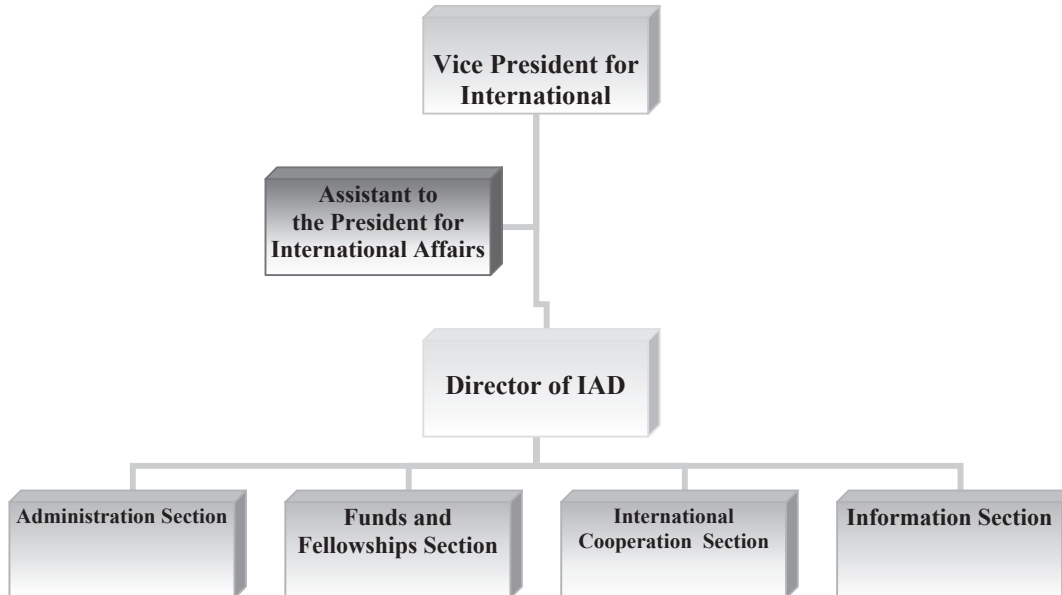 Vice President for
International
Assistant to
the President for
International Affairs
Director of IAD
Administration Section
Funds and
Fellowships Section
International
Cooperation Section
Information Section